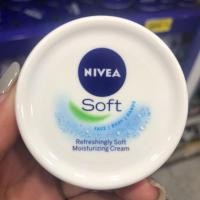 NIVEA
Soft
FACE | BODY | HANDS
Refreshingly Soft
Moisturizing Cream